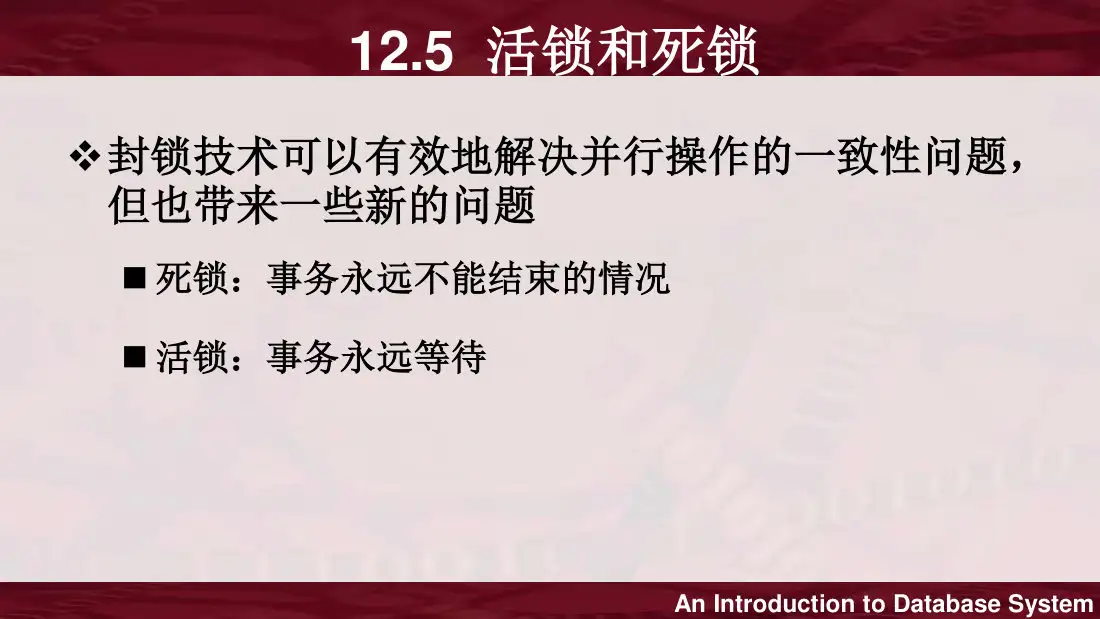 12.5 活锁和死锁
封锁技术可以有效地解决并行操作的一致性问题，
但也带来一些新的问题
死锁：事务永远不能结束的情况
活锁：事务永远等待
An Introduction to Database System